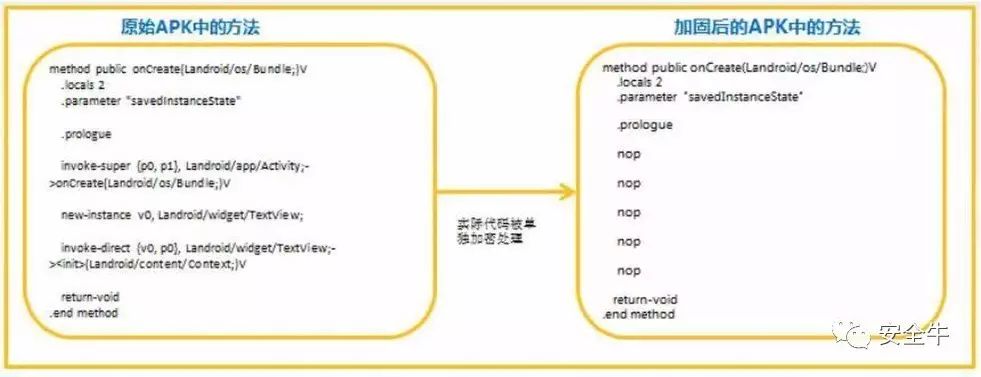 原始APK中的方法
method public onCreate(Landroid/os/Bundle;)V
.locals 2
.parameter "savedInstanceState"
.prologue
invoke-super {p0, p1}, Landroid/app/Activity;-
>onCreate(Landroid/os/Bundle;)V
new-instance v0, Landroid/widget/TextView;
invoke-direct {v0, p0}, Landroid/widget/TextView;-
><init>(Landroid/content/Context;)V
return-void
.end method
实际代码被单
独加密处理
加固后的APK中的方法
method public onCreate(Landroid/os/Bundle;)V
.locals 2
.parameter "savedInstanceState"
.prologue
nop
nop
nop
nop
nop
return-void
.end method
安全牛